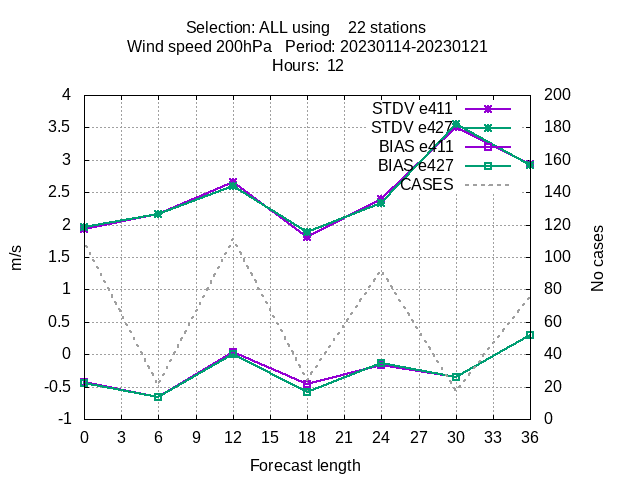 Selection: ALL using 22 stations
Wind speed 200hPa Period: 20230114-20230121
Hours: 12
4
3.5
3
2.5
2
1.5
1
0.5
0
-0.5
-1
m/s
STDV e411
STDV e427
BIAS e411
BIAS e427
CASES
200
180
160
140
120
100
80
60
40
20
0
No cases
0 3 6 9 12 15 18 21 24 27 30 33 36
Forecast length